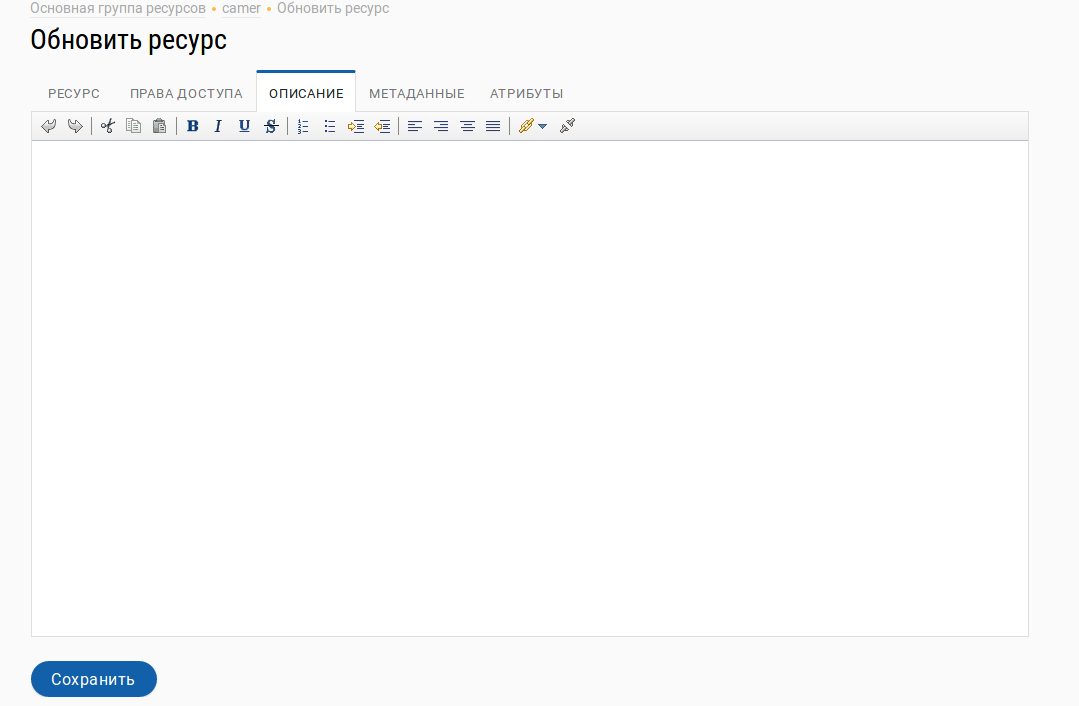 Основная группа ресурсов • camer • Обновить ресурс
Обновить ресурс
РЕСУРС ПРАВА ДОСТУПА ОПИСАНИЕ МЕТАДАННЫЕ АТРИБУТЫ
B I U S
Сохранить